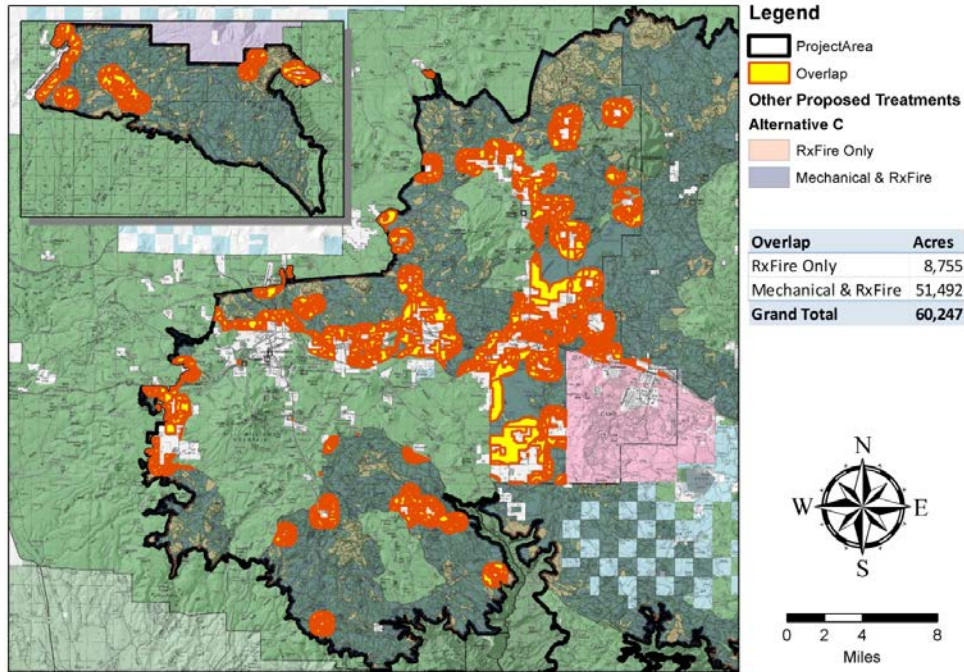 Legend
ProjectArea
Overlap
Other Proposed Treatments
Alternative C
RxFire Only
Mechanical & RxFire
Overlap Acres
RxFire Only 8,755
Mechanical & RxFire 51,492
Grand Total 60,247
N
W E
S
0 2 4 8
Miles